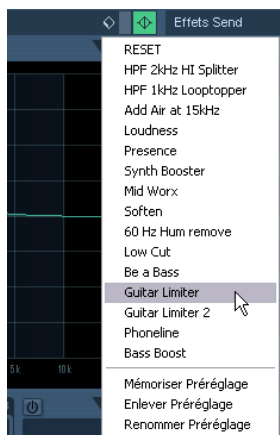 Effets Send
RESET
HPF 2kHz HI Splitter
HPF 1kHz Looptopper
Add Air at 15kHz
Loudness
Presence
Synth Booster
Mid Worx
Soften
60 Hz Hum remove
Low Cut
Be a Bass
Guitar Limiter
Guitar Limiter 2
Phoneline
Bass Boost
5k 10k
Mémoriser Préréglage
Enlever Préréglage
Renommer Préréglage